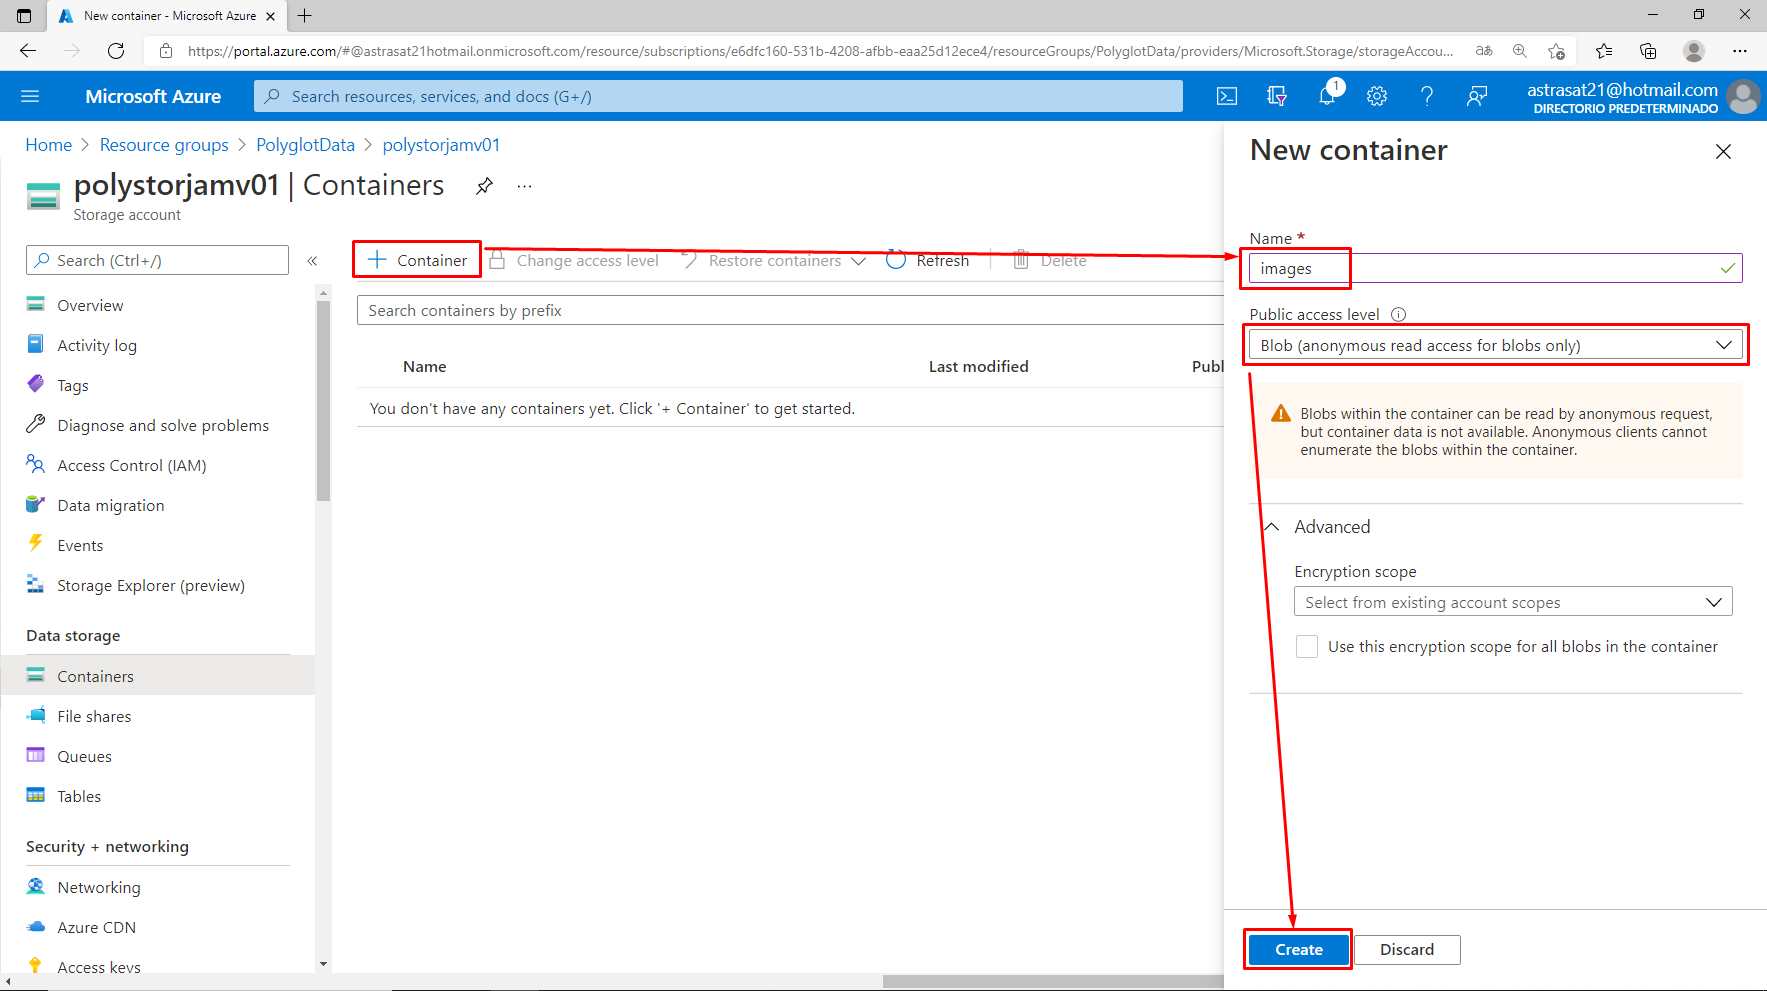 New container - Microsoft Azure
https://portal.azure.com/#@astrasat21hotmail.onmicrosoft.com/resource/subscriptions/e6dfc160-531b-4208-afbb-eaa25d12ece4/resourceGroups/PolyglotData/providers/Microsoft.Storage/storageAccou...
Microsoft Azure
Search resources, services, and docs (G+/)
1
astrasat21@hotmail.com
DIRECTORIO PREDETERMINADO
Home > Resource groups > PolyglotData > polystorjamv01
polystorjamv01 | Containers
Storage account
Search (Ctrl+/)
Overview
Activity log
Tags
Diagnose and solve problems
Access Control (IAM)
Data migration
Events
Storage Explorer (preview)
Data storage
Containers
File shares
Queues
Tables
Security + networking
Networking
Azure CDN
Access keys
Container
Change access level
Restore containers
Refresh
Delete
Search containers by prefix
Name
Last modified
Publ
You don't have any containers yet. Click '+ Container' to get started.
New container
Name *
images
Public access level
Blob (anonymous read access for blobs only)
Blobs within the container can be read by anonymous request,
but container data is not available. Anonymous clients cannot
enumerate the blobs within the container.
Advanced
Encryption scope
Select from existing account scopes
Use this encryption scope for all blobs in the container
Create
Discard